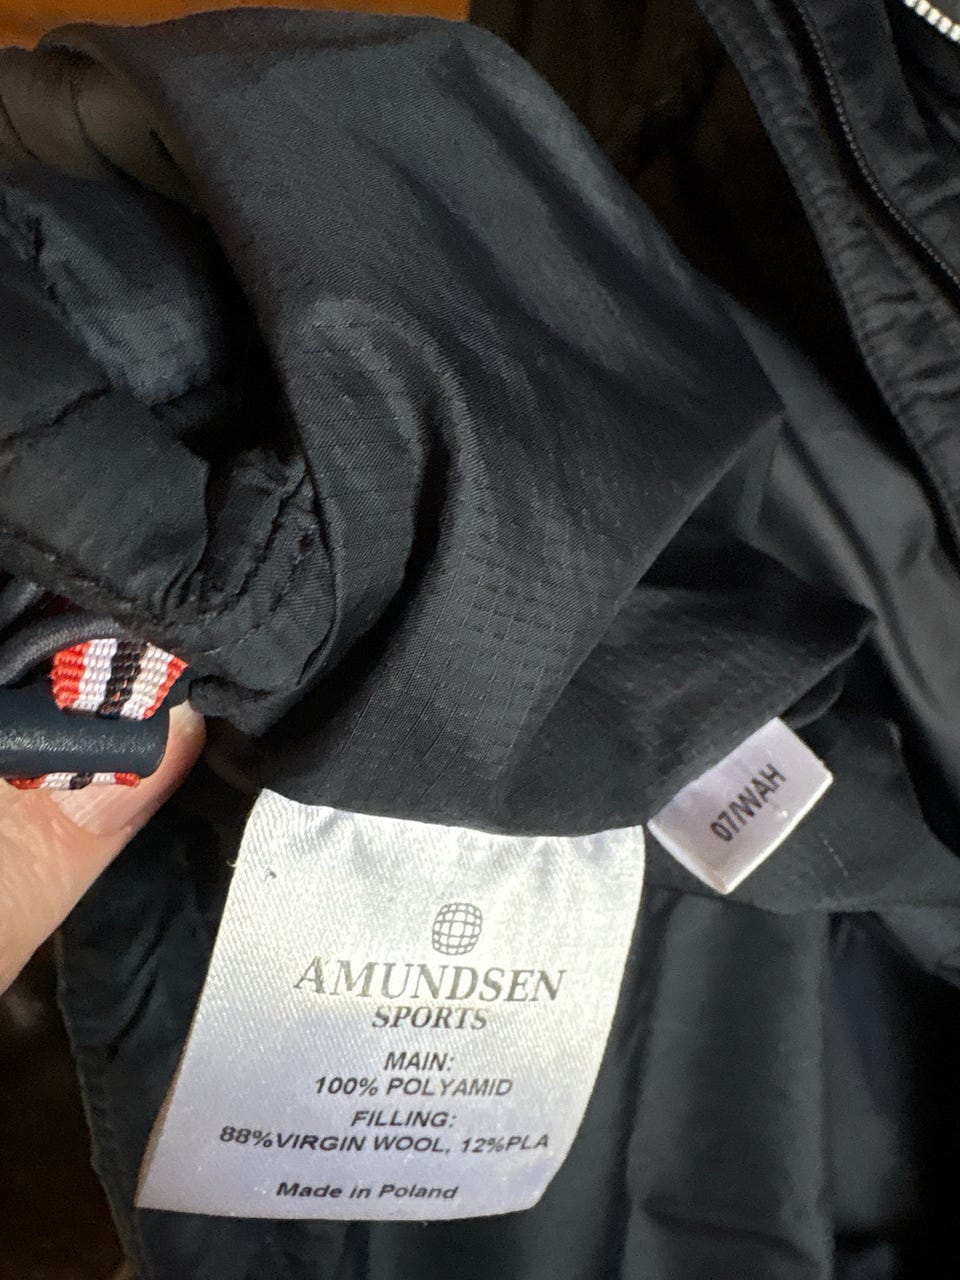 07/WAH
AMUNDSEN
SPORTS
MAIN:
100% POLYAMID
FILLING:
88%VIRGIN WOOL, 12%PLA
Made in Poland